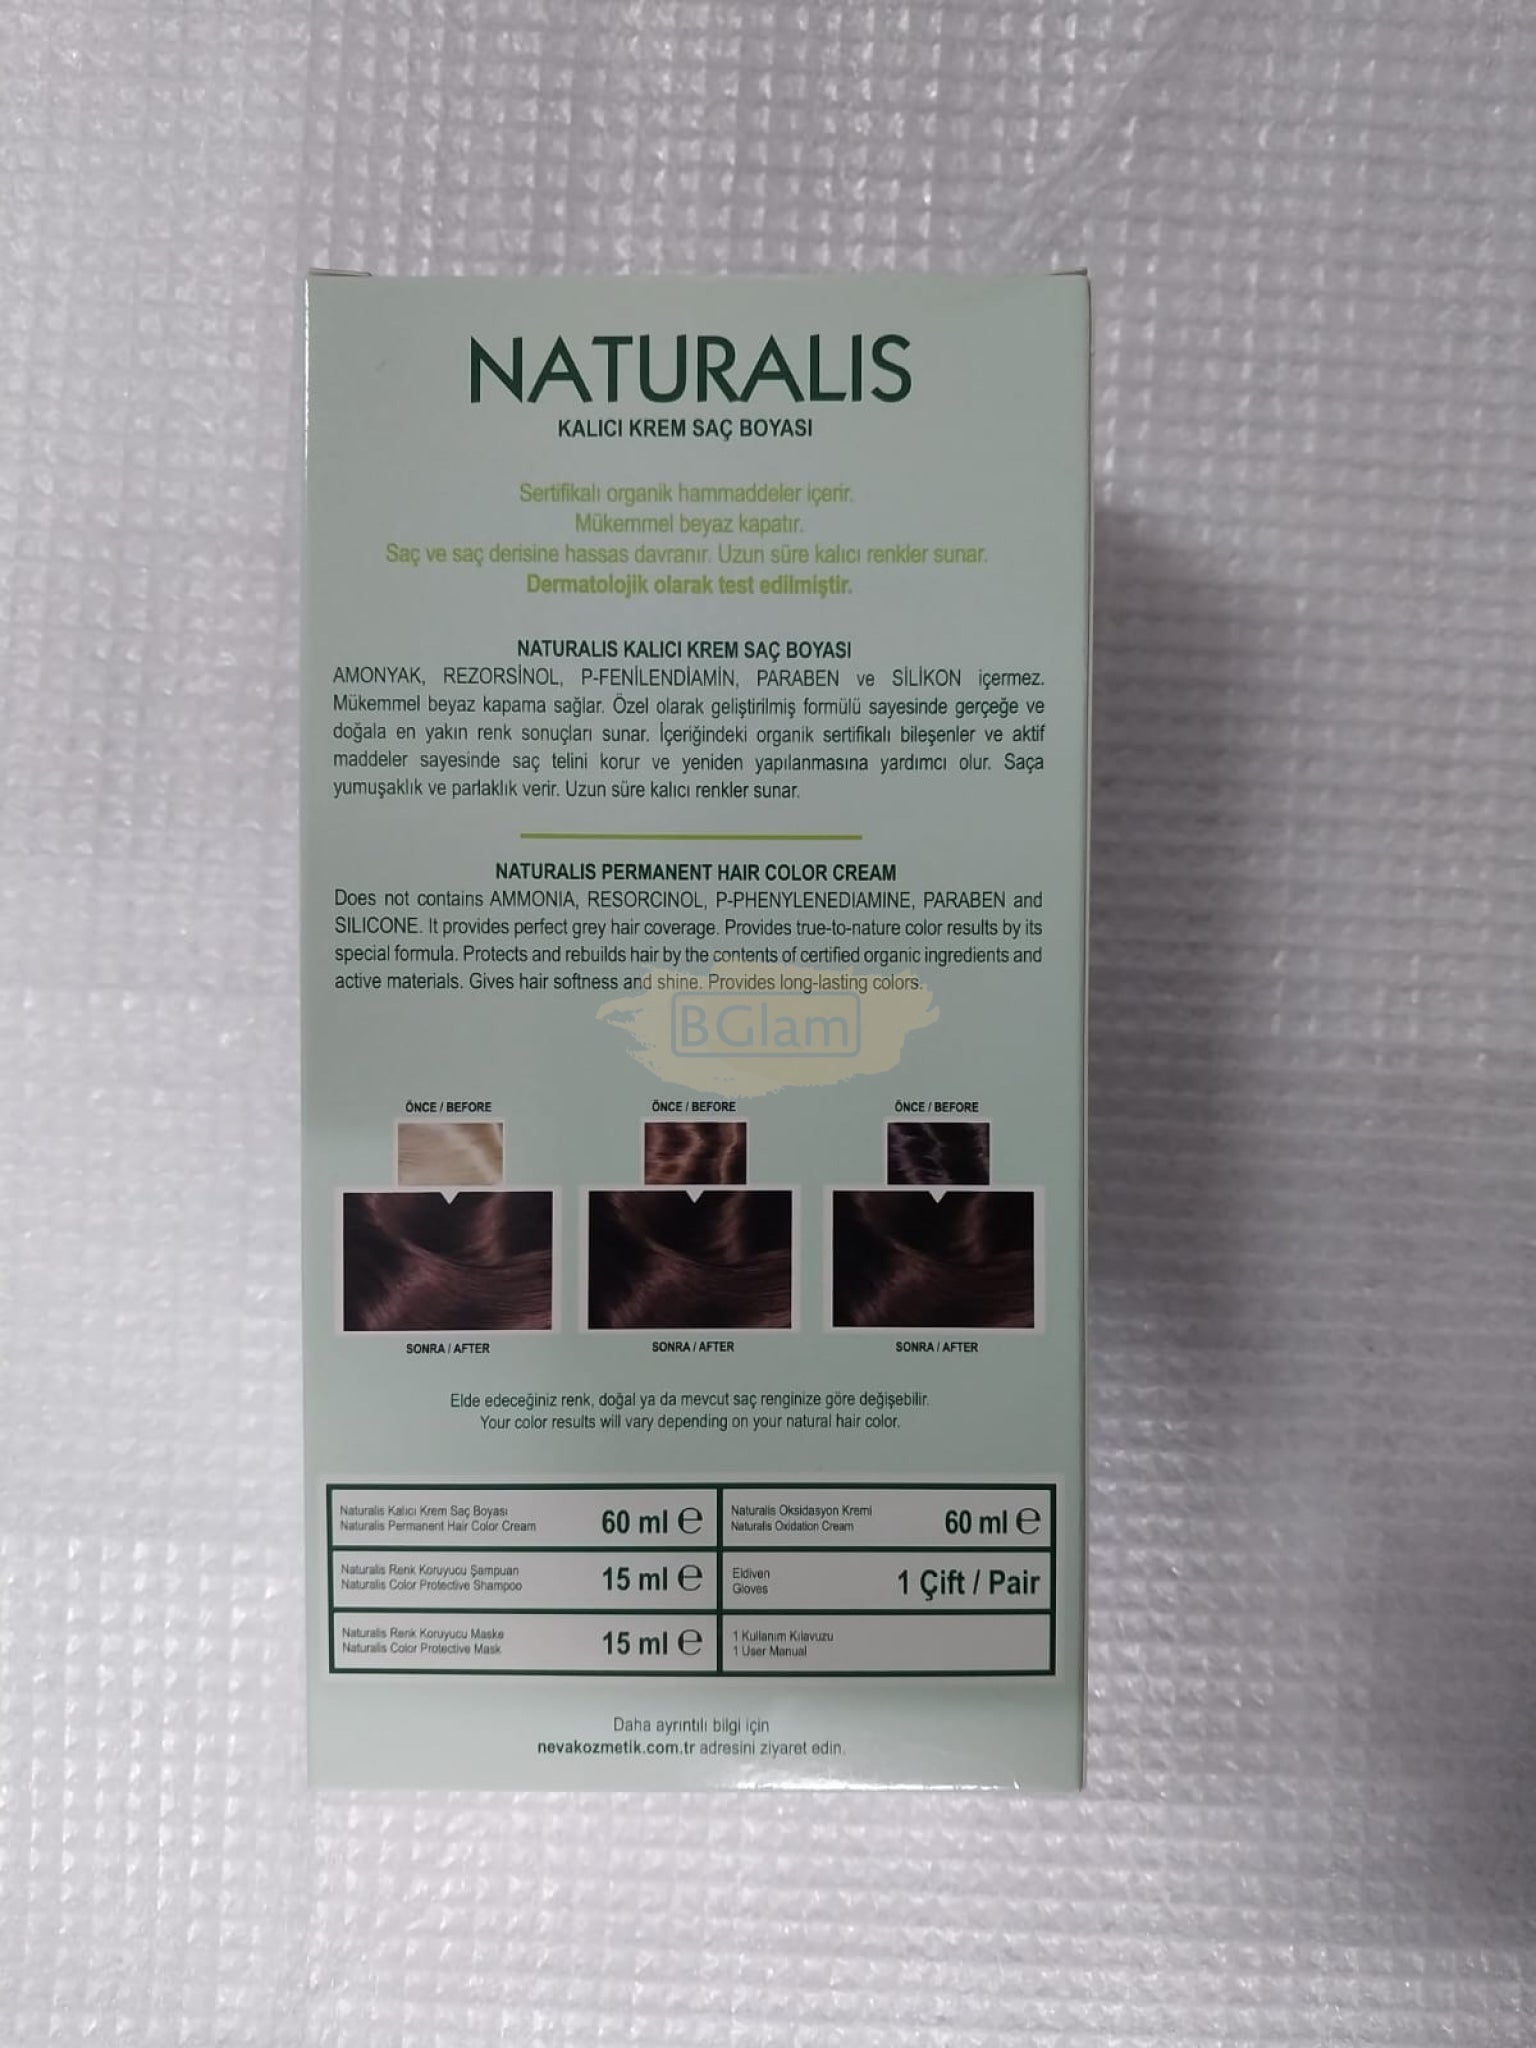 NATURALIS
KALICI KREM SAÇ BOYASI
Sertifikalı organik hammaddeler içerir.
Mükemmel beyaz kapatır.
Saç ve saç derisine hassas davranır. Uzun süre kalıcı renkler sunar.
Dermatolojik olarak test edilmiştir.
NATURALIS KALICI KREM SAÇ BOYASI
AMONYAK, REZORSİNOL, P-FENİLENDİAMİN, PARABEN ve SİLİKON içermez.
Mükemmel beyaz kapama sağlar. Özel olarak geliştirilmiş formülü sayesinde gerçeğe ve
doğala en yakın renk sonuçları sunar. İçeriğindeki organik sertifikalı bileşenler ve aktif
maddeler sayesinde saç telini korur ve yeniden yapılanmasına yardımcı olur. Saça
yumuşaklık ve parlaklık verir. Uzun süre kalıcı renkler sunar.
NATURALIS PERMANENT HAIR COLOR CREAM
Does not contains AMMONIA, RESORCINOL, P-PHENYLENEDIAMINE, PARABEN and
SILICONE. It provides perfect grey hair coverage. Provides true-to-nature color results by its
special formula. Protects and rebuilds hair by the contents of certified organic ingredients and
active materials. Gives hair softness and shine. Provides long-lasting colors.
BGlam
ÖNCE / BEFORE ÖNCE / BEFORE ÖNCE / BEFORE
SONRA / AFTER SONRA / AFTER SONRA / AFTER
Elde edeceğiniz renk, doğal ya da mevcut saç renginize göre değişebilir.
Your color results will vary depending on your natural hair color.
Naturalis Kalıcı Krem Saç Boyası
Naturalis Permanent Hair Color Cream
60 ml ℮
Naturalis Oksidasyon Kremi
Naturalis Oxidation Cream
60 ml ℮
Naturalis Renk Koruyucu Şampuan
Naturalis Color Protective Shampoo
15 ml ℮
Eldiven
Gloves
1 Çift / Pair
Naturalis Renk Koruyucu Maske
Naturalis Color Protective Mask
15 ml ℮
1 Kullanım Kılavuzu
1 User Manual
Daha ayrıntılı bilgi için
nevakozmetik.com.tr adresini ziyaret edin.